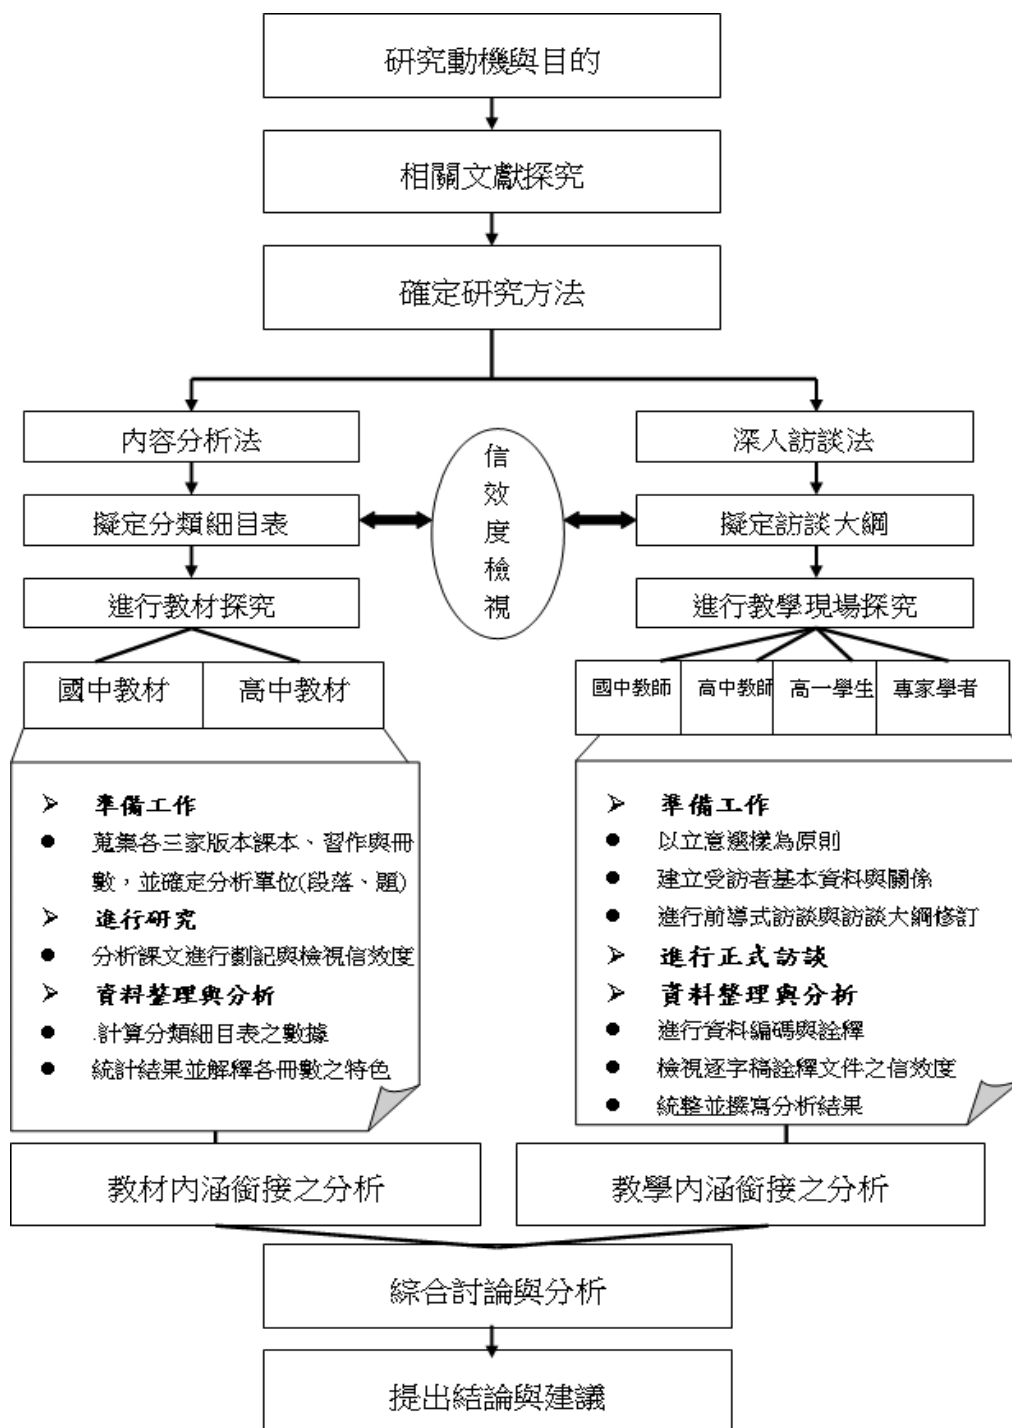 研究動機與目的
相關文獻探究
確定研究方法
內容分析法
深入訪談法
信效度檢視
擬定分類細目表
擬定訪談大綱
進行教材探究
進行教學現場探究
國中教材
高中教材
國中教師
高中教師
高一學生
專家學者
➢ 準備工作
● 蒐集各三家版本課本、習作與冊
數，並確定分析單位(段落、題)
➢ 進行研究
● 分析課文進行劃記與檢視信效度
➢ 資料整理與分析
● .計算分類細目表之數據
● 統計結果並解釋各冊數之特色
➢ 準備工作
● 以立意選樣為原則
● 建立受訪者基本資料與關係
● 進行前導式訪談與訪談大綱修訂
➢ 進行正式訪談
➢ 資料整理與分析
● 進行資料編碼與詮釋
● 檢視逐字稿詮釋文件之信效度
● 統整並撰寫分析結果
教材內涵銜接之分析
教學內涵銜接之分析
綜合討論與分析
提出結論與建議